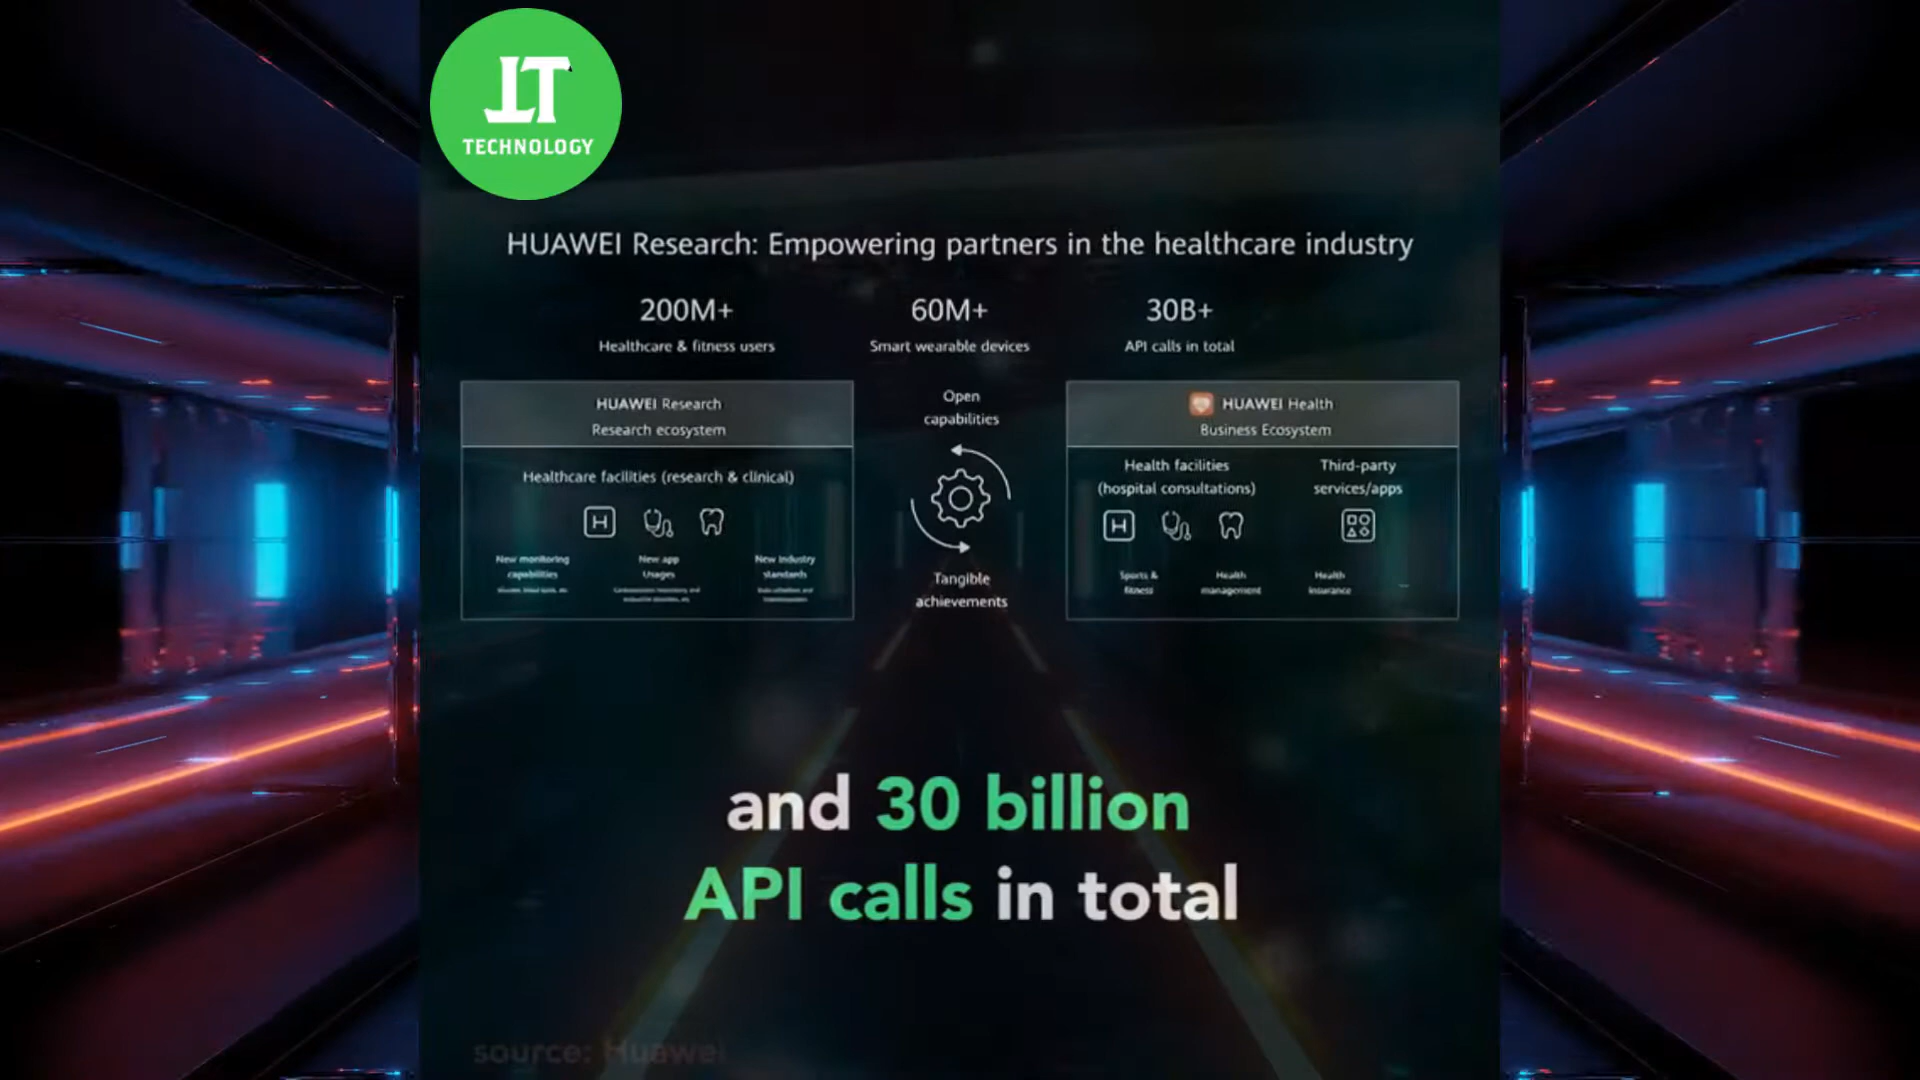 TECHNOLOGY
HUAWEI Research: Empowering partners in the healthcare industry
200M+
Healthcare & fitness users
60M+
Smart wearable devices
30B+
API calls in total
HUAWEI Research
Research ecosystem
Healthcare facilities (research & clinical)
New monitoring
capabilities
New app
Usages
New industry
standards
Open
capabilities
Tangible
achievements
HUAWEI Health
Business Ecosystem
Health facilities
(hospital consultations)
Third-party
services/apps
Sports &
fitness
Health
management
Health
insurance
and 30 billion
API calls in total
source: Huawei